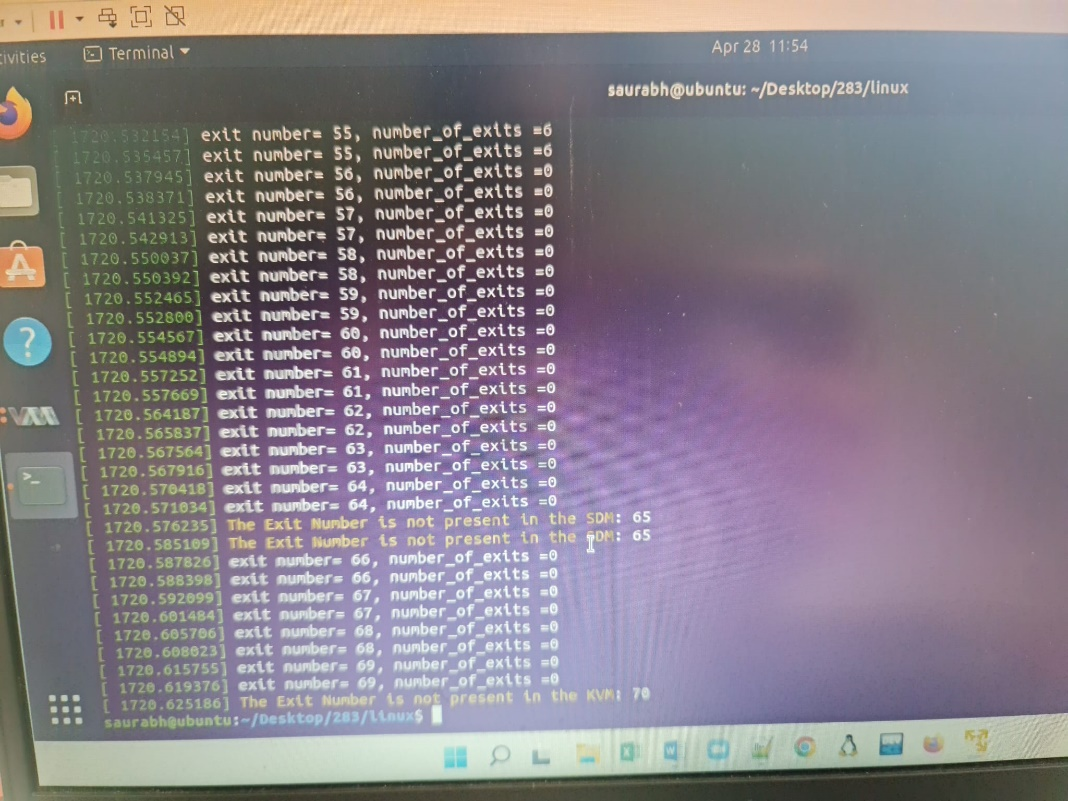 tivities
Terminal
Apr 28 11:54
saurabh@ubuntu: ~/Desktop/283/linux
[ 1720.532154] exit number= 55, number_of_exits =6
[ 1720.535457] exit number= 55, number_of_exits =6
[ 1720.537945] exit number= 56, number_of_exits =0
[ 1720.538371] exit number= 56, number_of_exits =0
[ 1720.541325] exit number= 57, number_of_exits =0
[ 1720.542913] exit number= 57, number_of_exits =0
[ 1720.550037] exit number= 58, number_of_exits =0
[ 1720.550392] exit number= 58, number_of_exits =0
[ 1720.552465] exit number= 59, number_of_exits =0
[ 1720.552800] exit number= 59, number_of_exits =0
[ 1720.554567] exit number= 60, number_of_exits =0
[ 1720.554894] exit number= 60, number_of_exits =0
[ 1720.557252] exit number= 61, number_of_exits =0
[ 1720.557669] exit number= 61, number_of_exits =0
[ 1720.564187] exit number= 62, number_of_exits =0
[ 1720.565837] exit number= 62, number_of_exits =0
[ 1720.567564] exit number= 63, number_of_exits =0
[ 1720.567916] exit number= 63, number_of_exits =0
[ 1720.570418] exit number= 64, number_of_exits =0
[ 1720.571034] exit number= 64, number_of_exits =0
[ 1720.576235] The Exit Number is not present in the SDM: 65
[ 1720.585109] The Exit Number is not present in the SDM: 65
[ 1720.587826] exit number= 66, number_of_exits =0
[ 1720.588398] exit number= 66, number_of_exits =0
[ 1720.592099] exit number= 67, number_of_exits =0
[ 1720.601484] exit number= 67, number_of_exits =0
[ 1720.605706] exit number= 68, number_of_exits =0
[ 1720.608023] exit number= 68, number_of_exits =0
[ 1720.615755] exit number= 69, number_of_exits =0
[ 1720.619376] exit number= 69, number_of_exits =0
[ 1720.625186] The Exit Number is not present in the KVM: 70
saurabh@ubuntu:~/Desktop/283/linux$